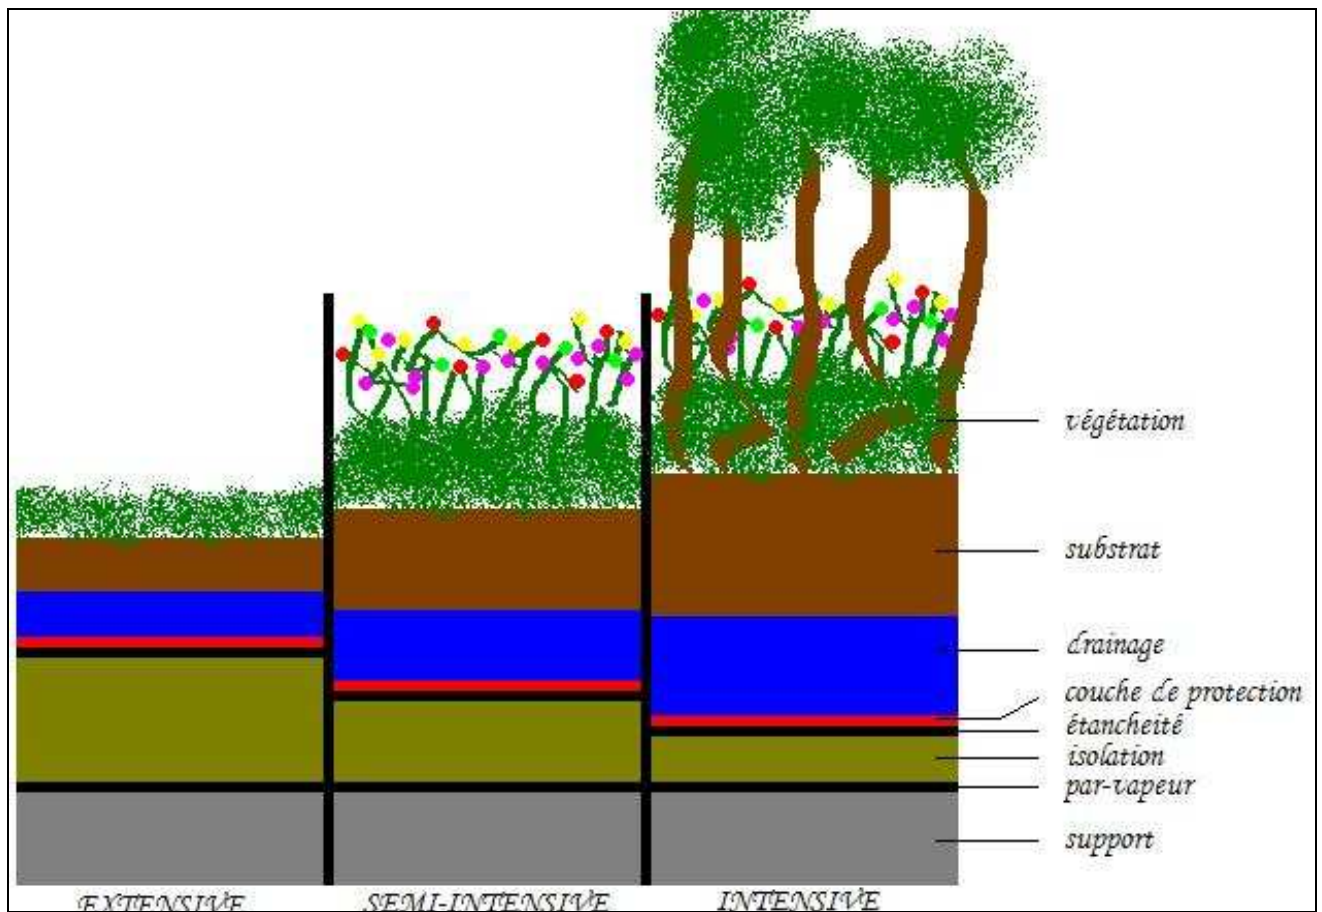 végétation
substrat
drainage
couche de protection
étancheité
isolation
par-vapeur
support
EXTENSIVE SEMI-INTENSIVE INTENSIVE